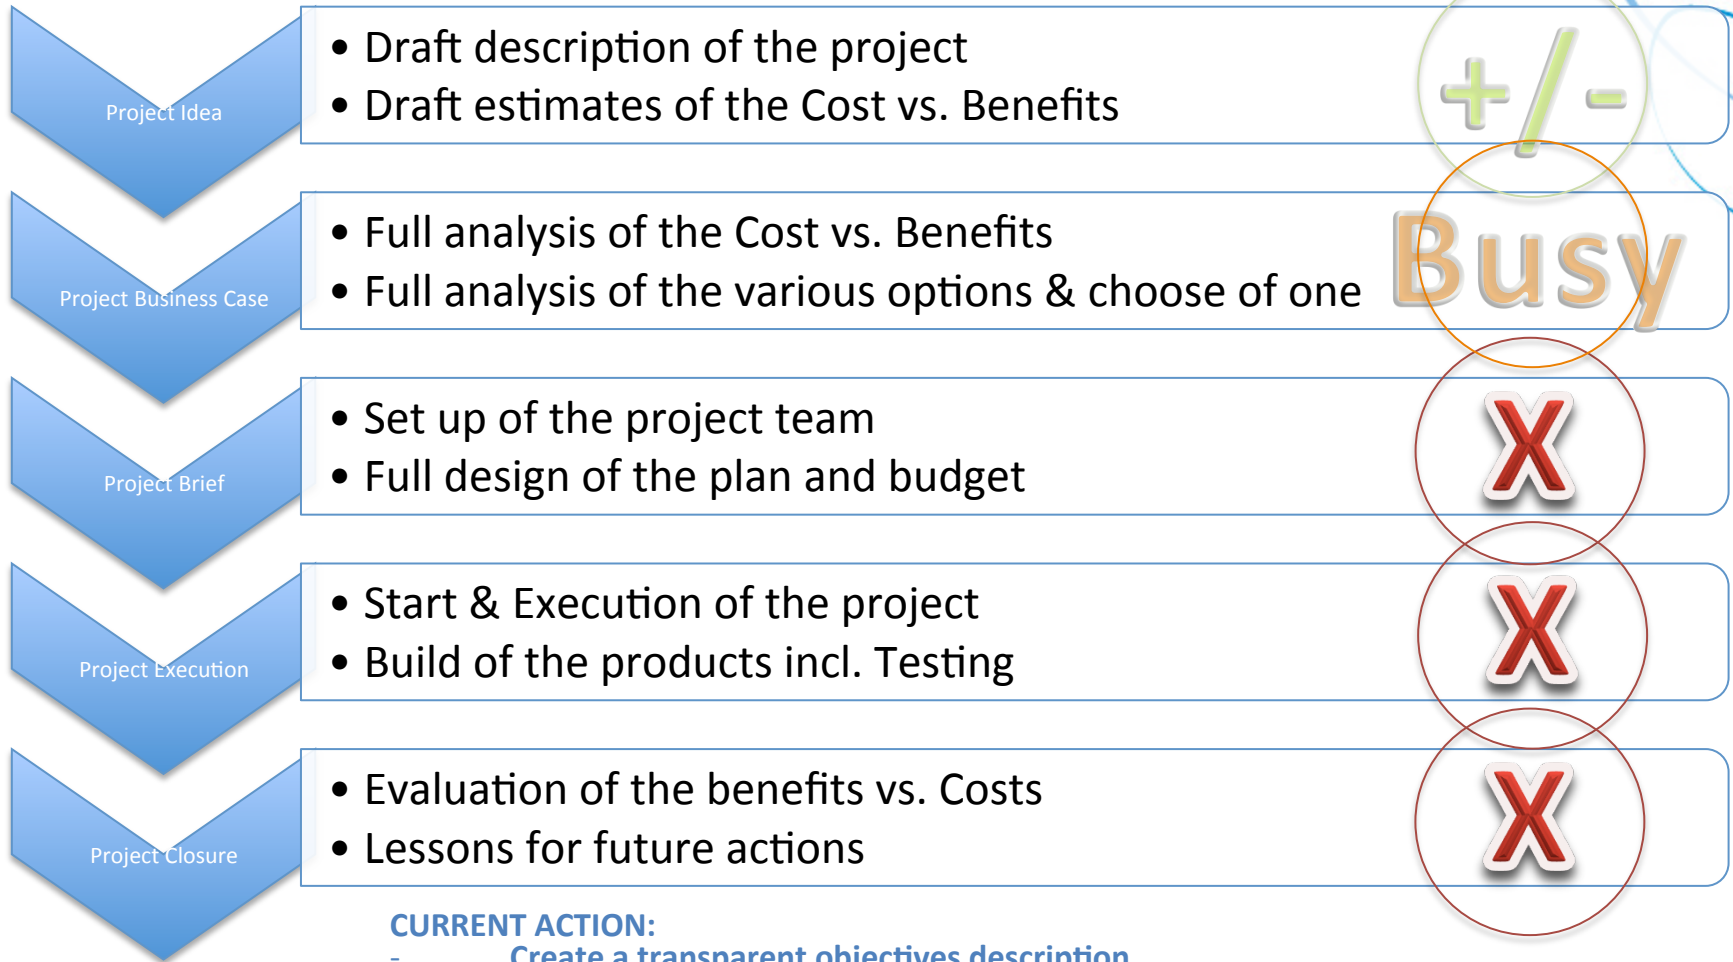 Project Idea
• Draft description of the project
• Draft estimates of the Cost vs. Benefits
+/-
Project Business Case
• Full analysis of the Cost vs. Benefits
• Full analysis of the various options & choose of one
Busy
Project Brief
• Set up of the project team
• Full design of the plan and budget
X
Project Execution
• Start & Execution of the project
• Build of the products incl. Testing
X
Project Closure
• Evaluation of the benefits vs. Costs
• Lessons for future actions
X
CURRENT ACTION:
- Create a transparent objectives description